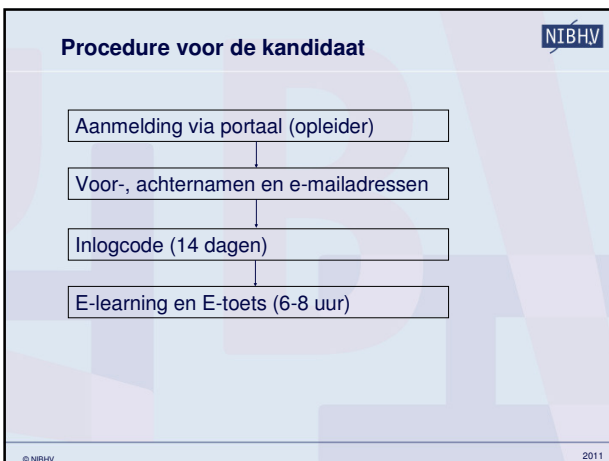 Procedure voor de kandidaat
NIBHV
Aanmelding via portaal (opleider)
Voor-, achternamen en e-mailadressen
Inlogcode (14 dagen)
E-learning en E-toets (6-8 uur)
© NIBHV
2011